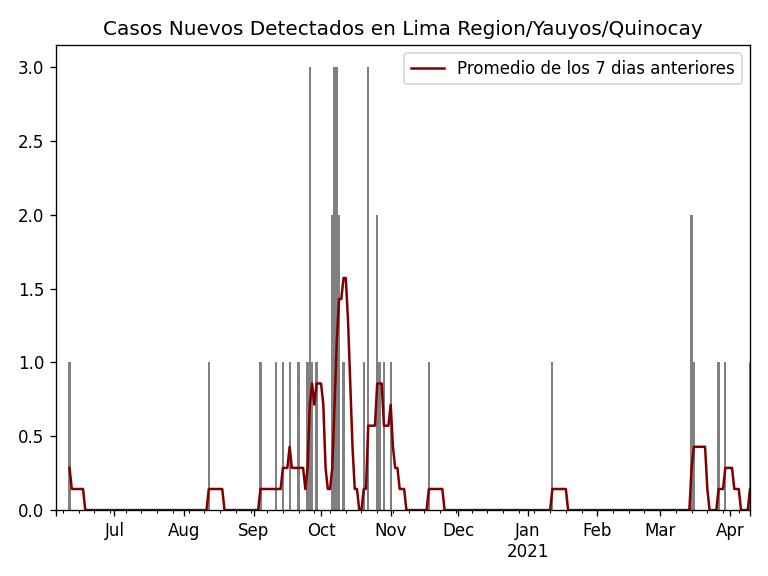 Casos Nuevos Detectados en Lima Region/Yauyos/Quinocay
Promedio de los 7 dias anteriores
3.0
2.5
2.0
1.5
1.0
0.5
0.0
Jul Aug Sep Oct Nov Dec Jan Feb Mar Apr
2021